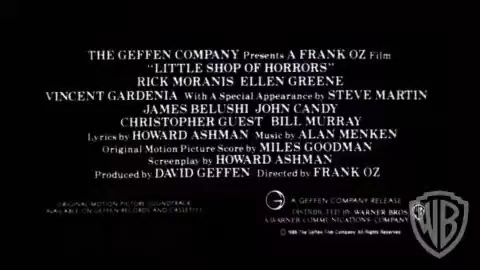 THE GEFFEN COMPANY Presents A FRANK OZ Film
"LITTLE SHOP OF HORRORS"
RICK MORANIS ELLEN GREENE
VINCENT GARDENIA With A Special Appearance by STEVE MARTIN
JAMES BELUSHI JOHN CANDY
CHRISTOPHER GUEST BILL MURRAY
Lyrics by HOWARD ASHMAN Music by ALAN MENKEN
Original Motion Picture Score by MILES GOODMAN
Screenplay by HOWARD ASHMAN
Produced by DAVID GEFFEN Directed by FRANK OZ
ORIGINAL MOTION PICTURE SOUNDTRACK
AVAILABLE ON GEFFEN RECORDS AND CASSETTES
G A GEFFEN COMPANY RELEASE
DISTRIBUTED BY WARNER BROS
A WARNER COMMUNICATIONS COMPANY
© 1986 The Geffen Film Company. All Rights Reserved.
WB